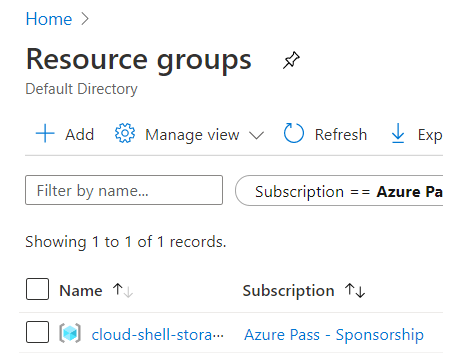 Home >
Resource groups
Default Directory
Add Manage view Refresh Exp
Filter by name... Subscription == Azure Pa
Showing 1 to 1 of 1 records.
Name ↑↓ Subscription ↑↓
cloud-shell-stora... Azure Pass - Sponsorship